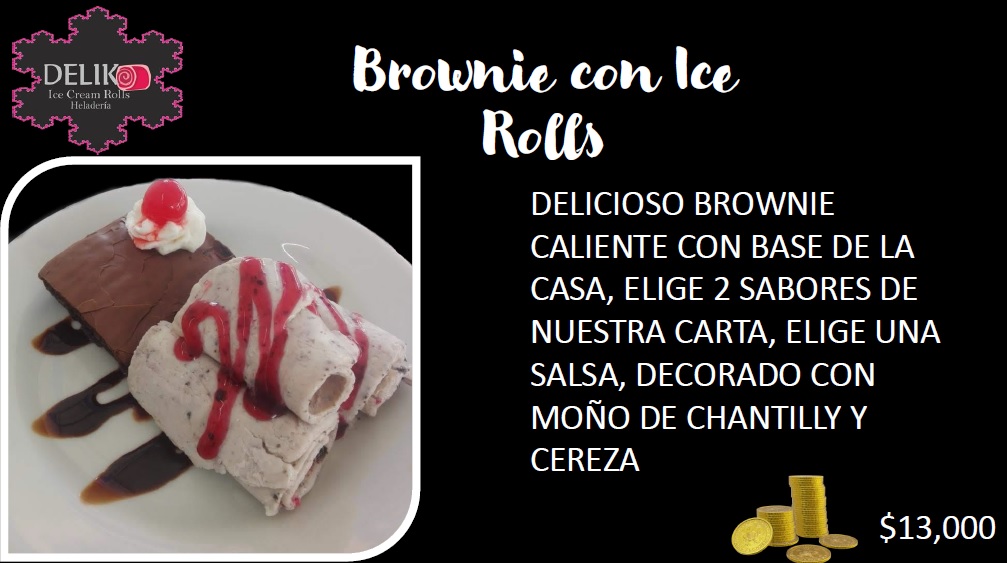 DELIKO
Ice Cream Rolls
Heladería
Brownie con Ice
Rolls
DELICIOSO BROWNIE
CALIENTE CON BASE DE LA
CASA, ELIGE 2 SABORES DE
NUESTRA CARTA, ELIGE UNA
SALSA, DECORADO CON
MOÑO DE CHANTILLY Y
CEREZA
$13,000